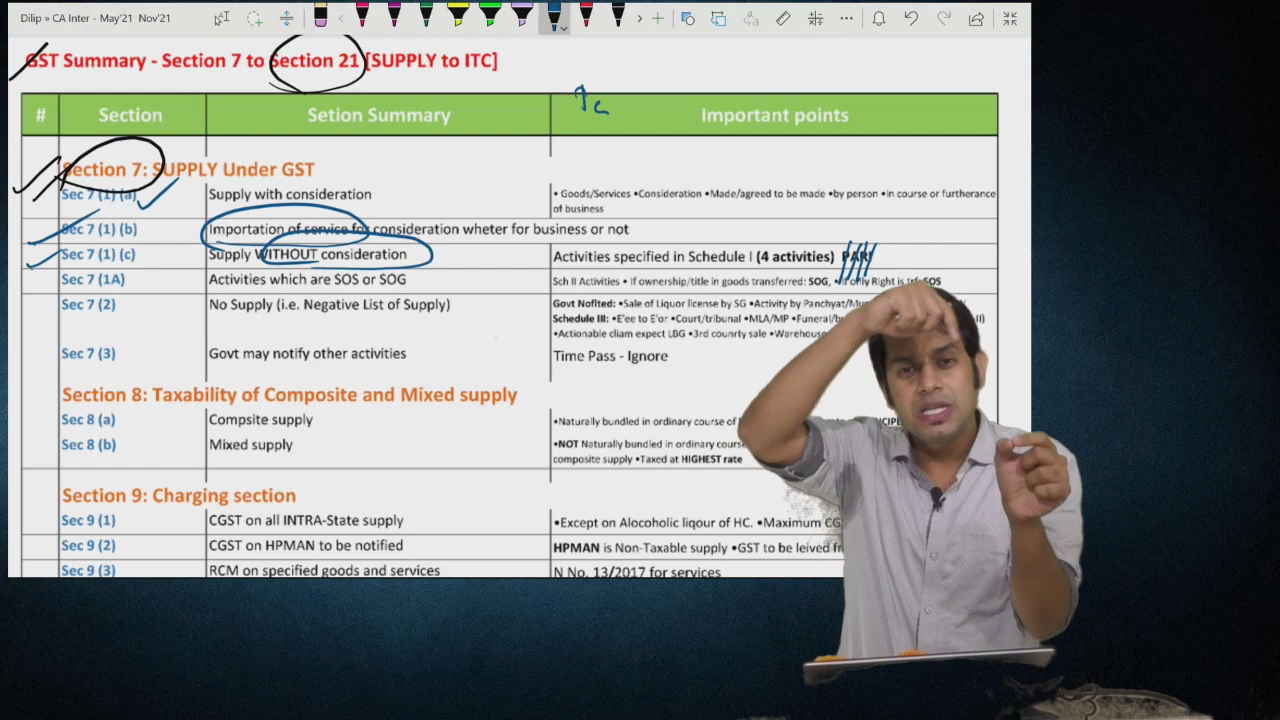 Dilip » CA Inter - May'21 Nov'21
GST Summary - Section 7 to Section 21 [SUPPLY to ITC]
# Section Setion Summary Important points
Section 7: SUPPLY Under GST
Sec 7 (1) (a) Supply with consideration • Goods/Services •Consideration •Made/agreed to be made •by person •in course or furtherance
of business
Sec 7 (1) (b) Importation of service for consideration wheter for business or not
Sec 7 (1) (c) Supply WITHOUT consideration Activities specified in Schedule I (4 activities)
Sec 7 (1A) Activities which are SOS or SOG Sch II Activities • If ownership/title in goods transferred: SOG, •If only Right is SOS
Sec 7 (2) No Supply (i.e. Negative List of Supply) Govt Nofited: •Sale of Liquor license by SG •Activity by
Schedule III: •E'ee to E'or •Court/tribunal •MLA/MP
•Actionable cliam expect LBG •3rd counrty sale
Sec 7 (3) Govt may notify other activities Time Pass - Ignore
Section 8: Taxability of Composite and Mixed supply
Sec 8 (a) Compsite supply •Naturally bundled in ordinary course of
Sec 8 (b) Mixed supply •NOT Naturally bundled in ordinary
composite supply •Taxed at HIGHEST rate
Section 9: Charging section
Sec 9 (1) CGST on all INTRA-State supply •Except on Alocoholic liqour of HC. •Maximum
Sec 9 (2) CGST on HPMAN to be notified HPMAN is Non-Taxable supply •GST to be leived
Sec 9 (3) RCM on specified goods and services N No. 13/2017 for services